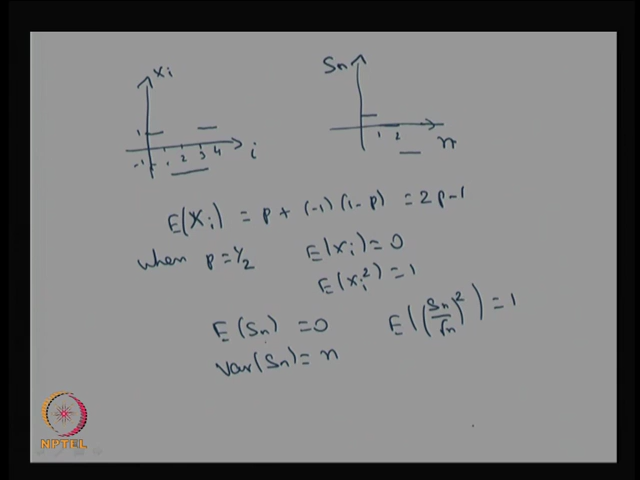 Xi
Sn
1
-1
1 2 3 4 i
1 2 n
E(Xi) = p + (-1)(1-p) = 2p-1
when p=1/2 E(Xi)=0
E(Xi²)=1
E(Sn) =0 E((Sn/√n)²)=1
Var(Sn)= n
NPTEL